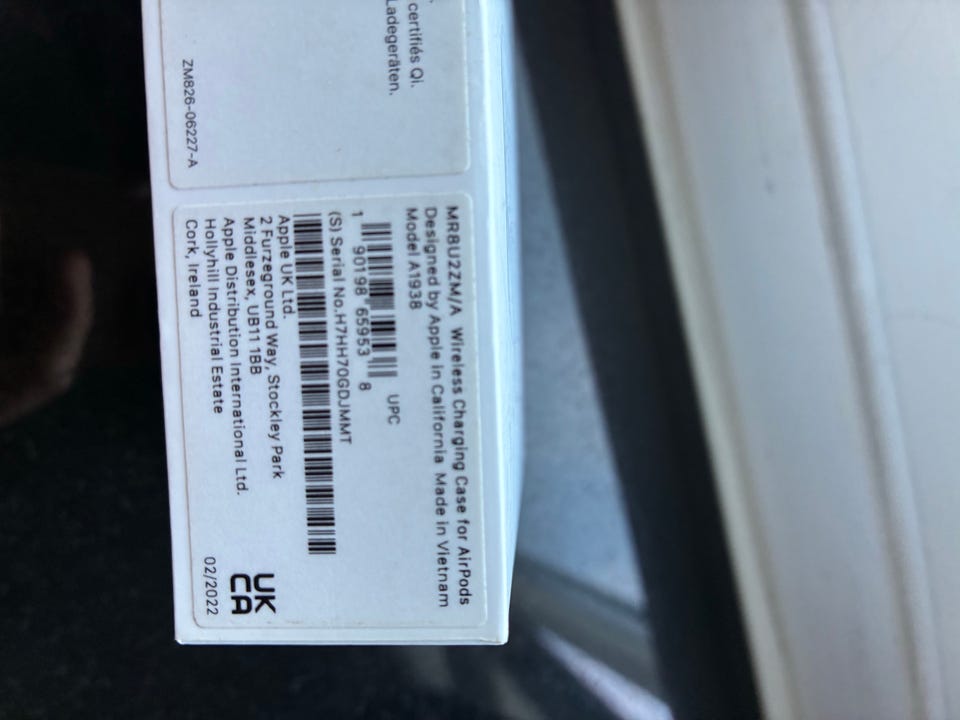 certifiés Qi.
Ladegeräten.
ZM826-06227-A
MR8U2ZM/A Wireless Charging Case for AirPods
Designed by Apple in California Made in Vietnam
Model A1938
UPC
1 90198 65953 8
(S) Serial No.H7HH70GDJMMT
Apple UK Ltd.
2 Furzeground Way, Stockley Park
Middlesex, UB11 1BB
Apple Distribution International Ltd.
Hollyhill Industrial Estate
Cork, Ireland
UK
CA
02/2022